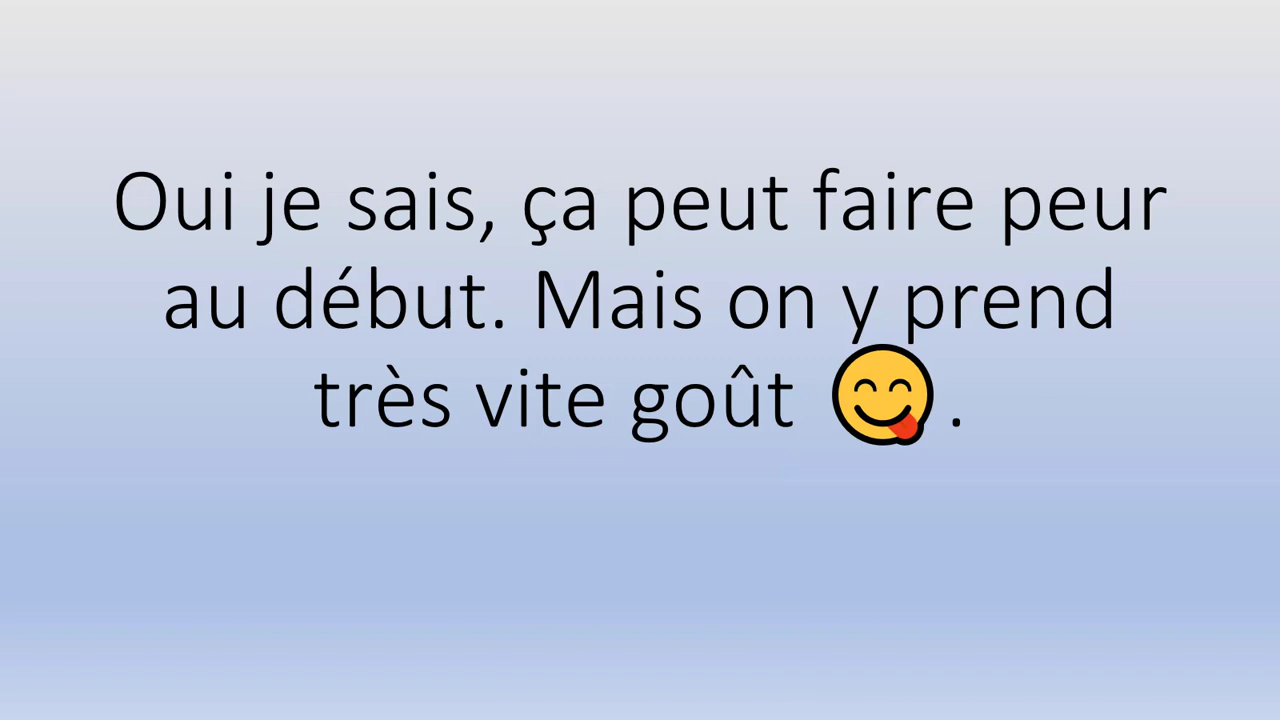 Oui je sais, ça peut faire peur
au début. Mais on y prend
très vite goût 😋.